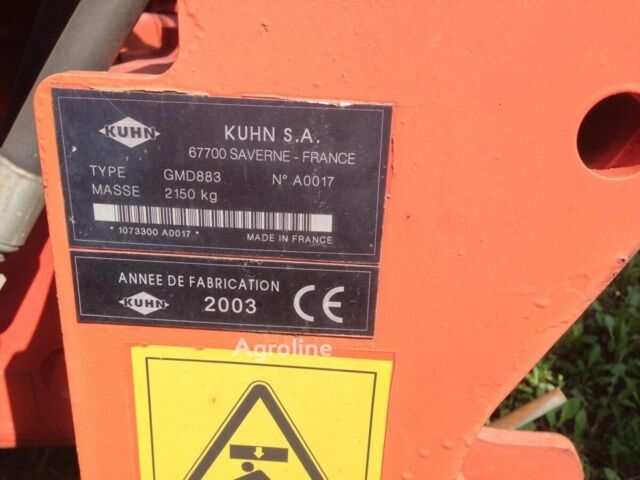 KUHN
KUHN S.A.
67700 SAVERNE - FRANCE
TYPE GMD883 N° A0017
MASSE 2150 kg
* 1073300 A0017 *
MADE IN FRANCE
ANNEE DE FABRICATION
KUHN 2003 CE
Agroline